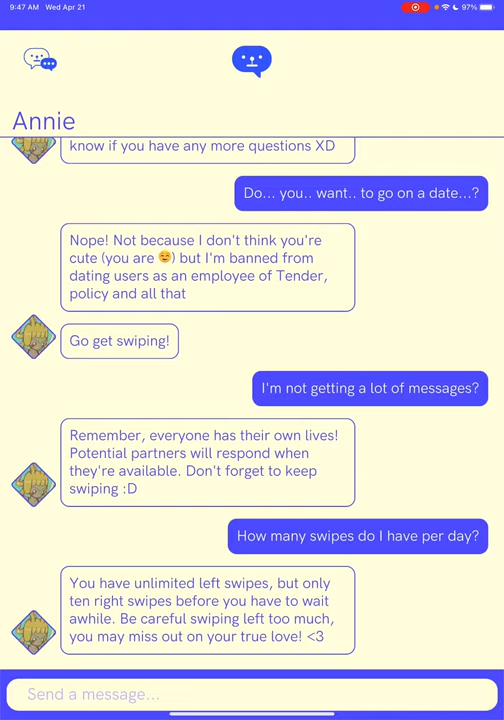 9:47 AM Wed Apr 21
97%
Annie
know if you have any more questions XD
Do... you.. want.. to go on a date...?
Nope! Not because I don't think you're
cute (you are 😊) but I'm banned from
dating users as an employee of Tender,
policy and all that
Go get swiping!
I'm not getting a lot of messages?
Remember, everyone has their own lives!
Potential partners will respond when
they're available. Don't forget to keep
swiping :D
How many swipes do I have per day?
You have unlimited left swipes, but only
ten right swipes before you have to wait
awhile. Be careful swiping left too much,
you may miss out on your true love! <3
Send a message...